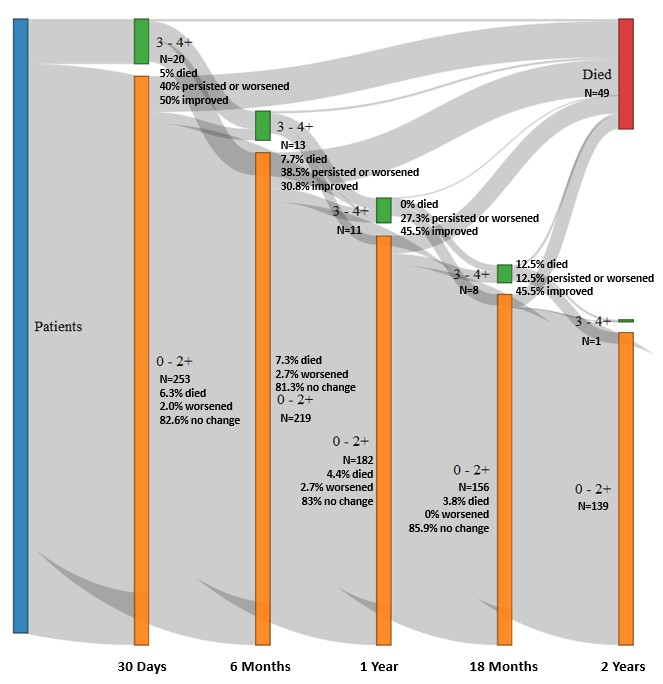 3 - 4+
N=20
5% died
40% persisted or worsened
50% improved
Died
N=49
3 - 4+
N=13
7.7% died
38.5% persisted or worsened
30.8% improved
3 - 4+
N=11
0% died
27.3% persisted or worsened
45.5% improved
3 - 4+
N=8
12.5% died
12.5% persisted or worsened
45.5% improved
3 - 4+
N=1
Patients
0 - 2+
N=253
6.3% died
2.0% worsened
82.6% no change
7.3% died
2.7% worsened
81.3% no change
0 - 2+
N=219
0 - 2+
N=182
4.4% died
2.7% worsened
83% no change
0 - 2+
N=156
3.8% died
0% worsened
85.9% no change
0 - 2+
N=139
30 Days
6 Months
1 Year
18 Months
2 Years